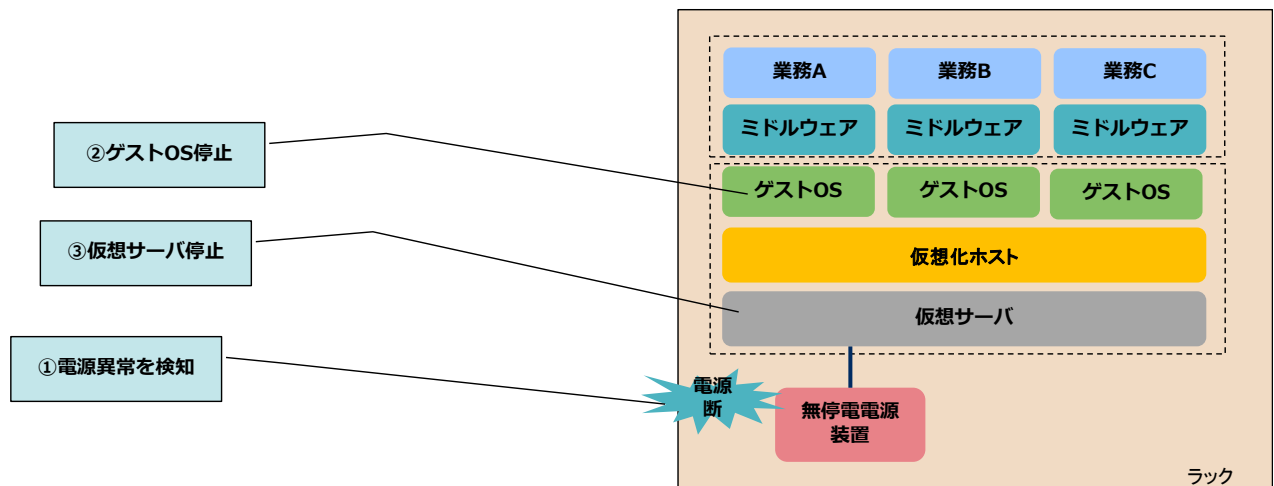 業務A 業務B 業務C
ミドルウェア ミドルウェア ミドルウェア
②ゲストOS停止
ゲストOS ゲストOS ゲストOS
③仮想サーバ停止
仮想化ホスト
仮想サーバ
①電源異常を検知
電源
断
無停電電源
装置
ラック